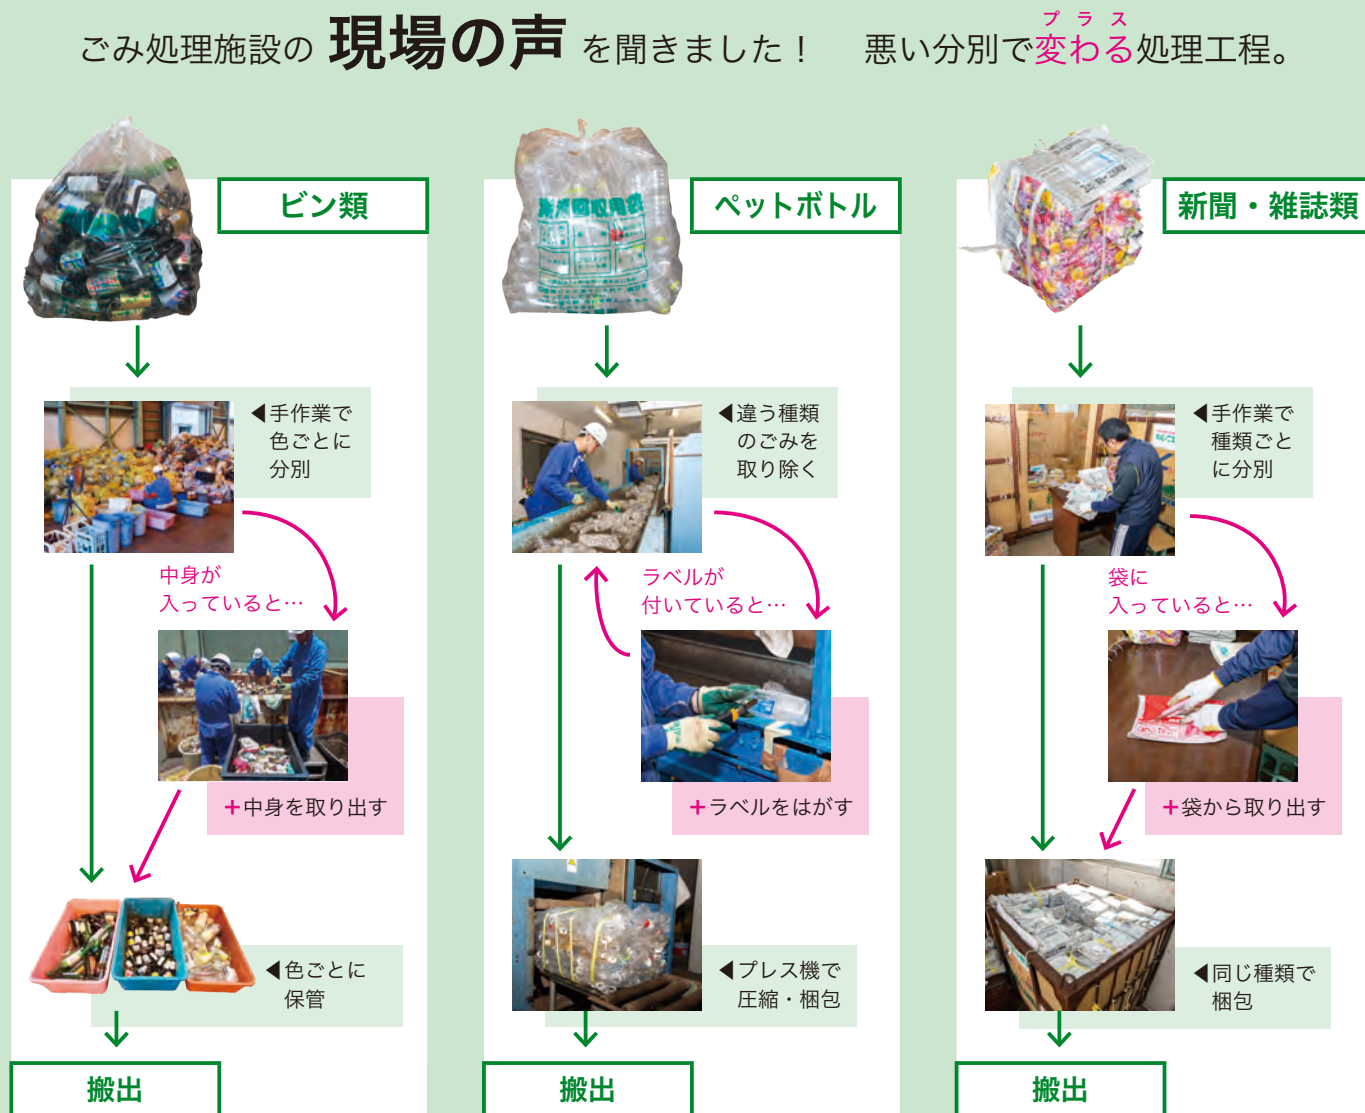 ごみ処理施設の 現場の声 を聞きました！ 悪い分別で変わる処理工程。
プラス
ビン類
ペットボトル
新聞・雑誌類
◀手作業で
色ごとに
分別
中身が
入っていると…
+中身を取り出す
◀色ごとに
保管
搬出
◀違う種類
のごみを
取り除く
ラベルが
付いていると…
+ラベルをはがす
◀プレス機で
圧縮・梱包
搬出
◀手作業で
種類ごと
に分別
袋に
入っていると…
+袋から取り出す
◀同じ種類で
梱包
搬出